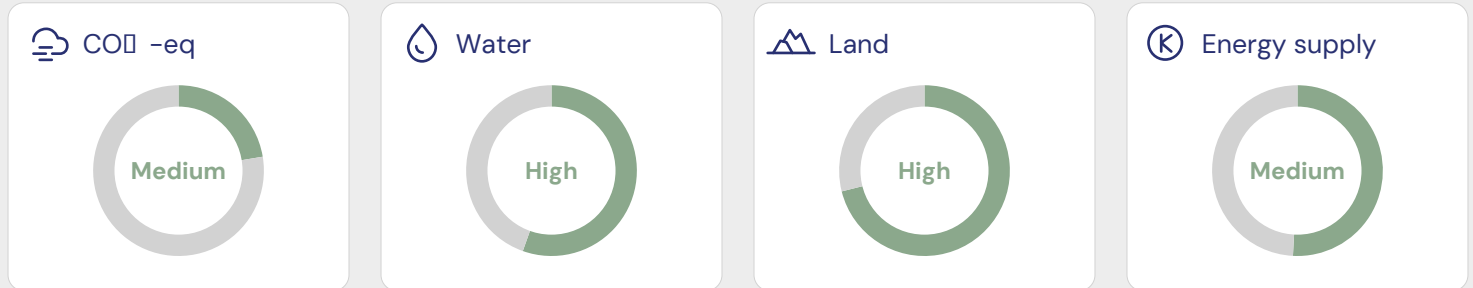 CO▯ -eq
Medium
Water
High
Land
High
Energy supply
Medium